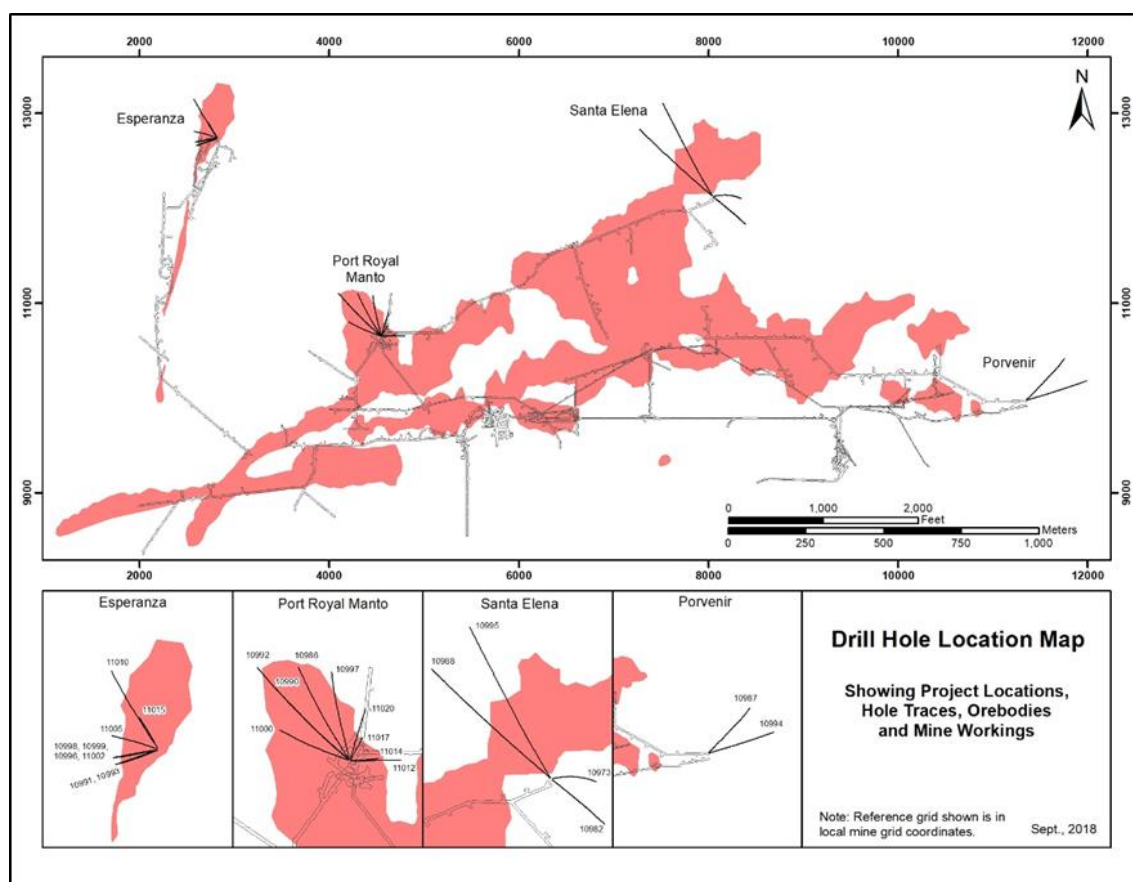 2000 4000 6000 8000 10000 12000
N
13000
13000
Esperanza
Santa Elena
Port Royal
Manto
11000
11000
Porvenir
9000
9000
0 1,000 2,000
Feet
Meters
0 250 500 750 1,000
2000 4000 6000 8000 10000 12000
Esperanza
11010
11015
11005
10998, 10999,
10996, 11002
10991, 10993
Port Royal Manto
10992
10986
10997
10990
11020
11000
11017
11014
11012
Santa Elena
10995
10988
10973
10982
Porvenir
10987
10994
Drill Hole Location Map
Showing Project Locations,
Hole Traces, Orebodies
and Mine Workings
Note: Reference grid shown is in
local mine grid coordinates.
Sept., 2018